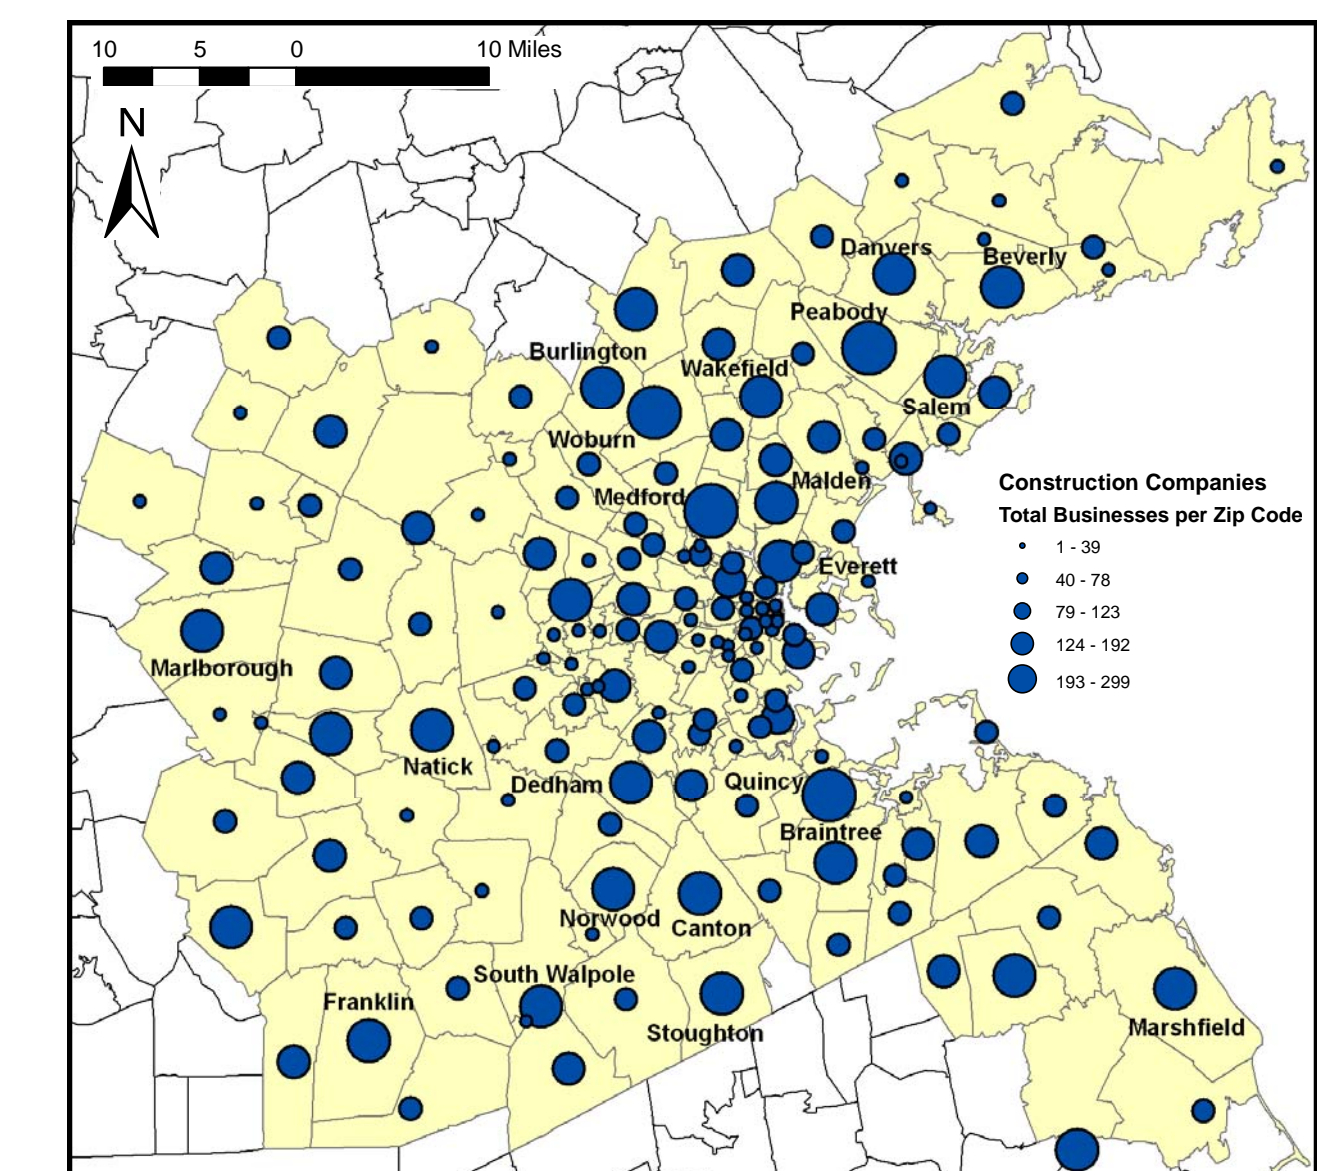 10 5 0 10 Miles
N
Danvers
Beverly
Peabody
Burlington
Wakefield
Salem
Woburn
Malden
Medford
Construction Companies
Total Businesses per Zip Code
1 - 39
40 - 78
79 - 123
124 - 192
193 - 299
Everett
Marlborough
Natick
Dedham
Quincy
Braintree
Norwood
Canton
South Walpole
Franklin
Stoughton
Marshfield